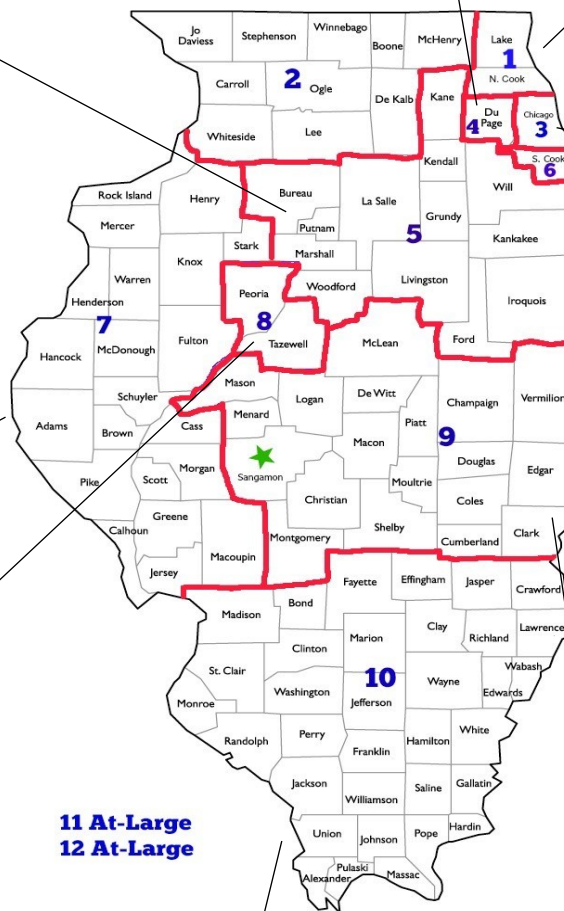 Jo
Daviess
Stephenson
Winnebago
Boone
McHenry
Lake
1
N. Cook
Carroll
2
Ogle
De Kalb
Kane
Du
Page
4
Chicago
3
Whiteside
Lee
S. Cook
6
Kendall
Will
Rock Island
Henry
Bureau
La Salle
Grundy
Mercer
Putnam
5
Kankakee
Stark
Marshall
Knox
Warren
Henderson
Peoria
Woodford
Livingston
Iroquois
7
8
Hancock
McDonough
Fulton
Tazewell
McLean
Ford
Mason
Schuyler
Logan
De Witt
Champaign
Vermilion
Adams
Brown
Cass
Menard
Macon
Piatt
9
Sangamon
Douglas
Edgar
Pike
Scott
Morgan
Christian
Moultrie
Coles
Greene
Calhoun
Macoupin
Montgomery
Shelby
Cumberland
Clark
Jersey
Fayette
Effingham
Jasper
Crawford
Madison
Bond
Marion
Clay
Richland
Lawrence
Clinton
St. Clair
Washington
10
Jefferson
Wayne
Wabash
Edwards
Monroe
Randolph
Perry
Franklin
Hamilton
White
Jackson
Williamson
Saline
Gallatin
11 At-Large
12 At-Large
Union
Johnson
Pope
Hardin
Alexander
Pulaski
Massac